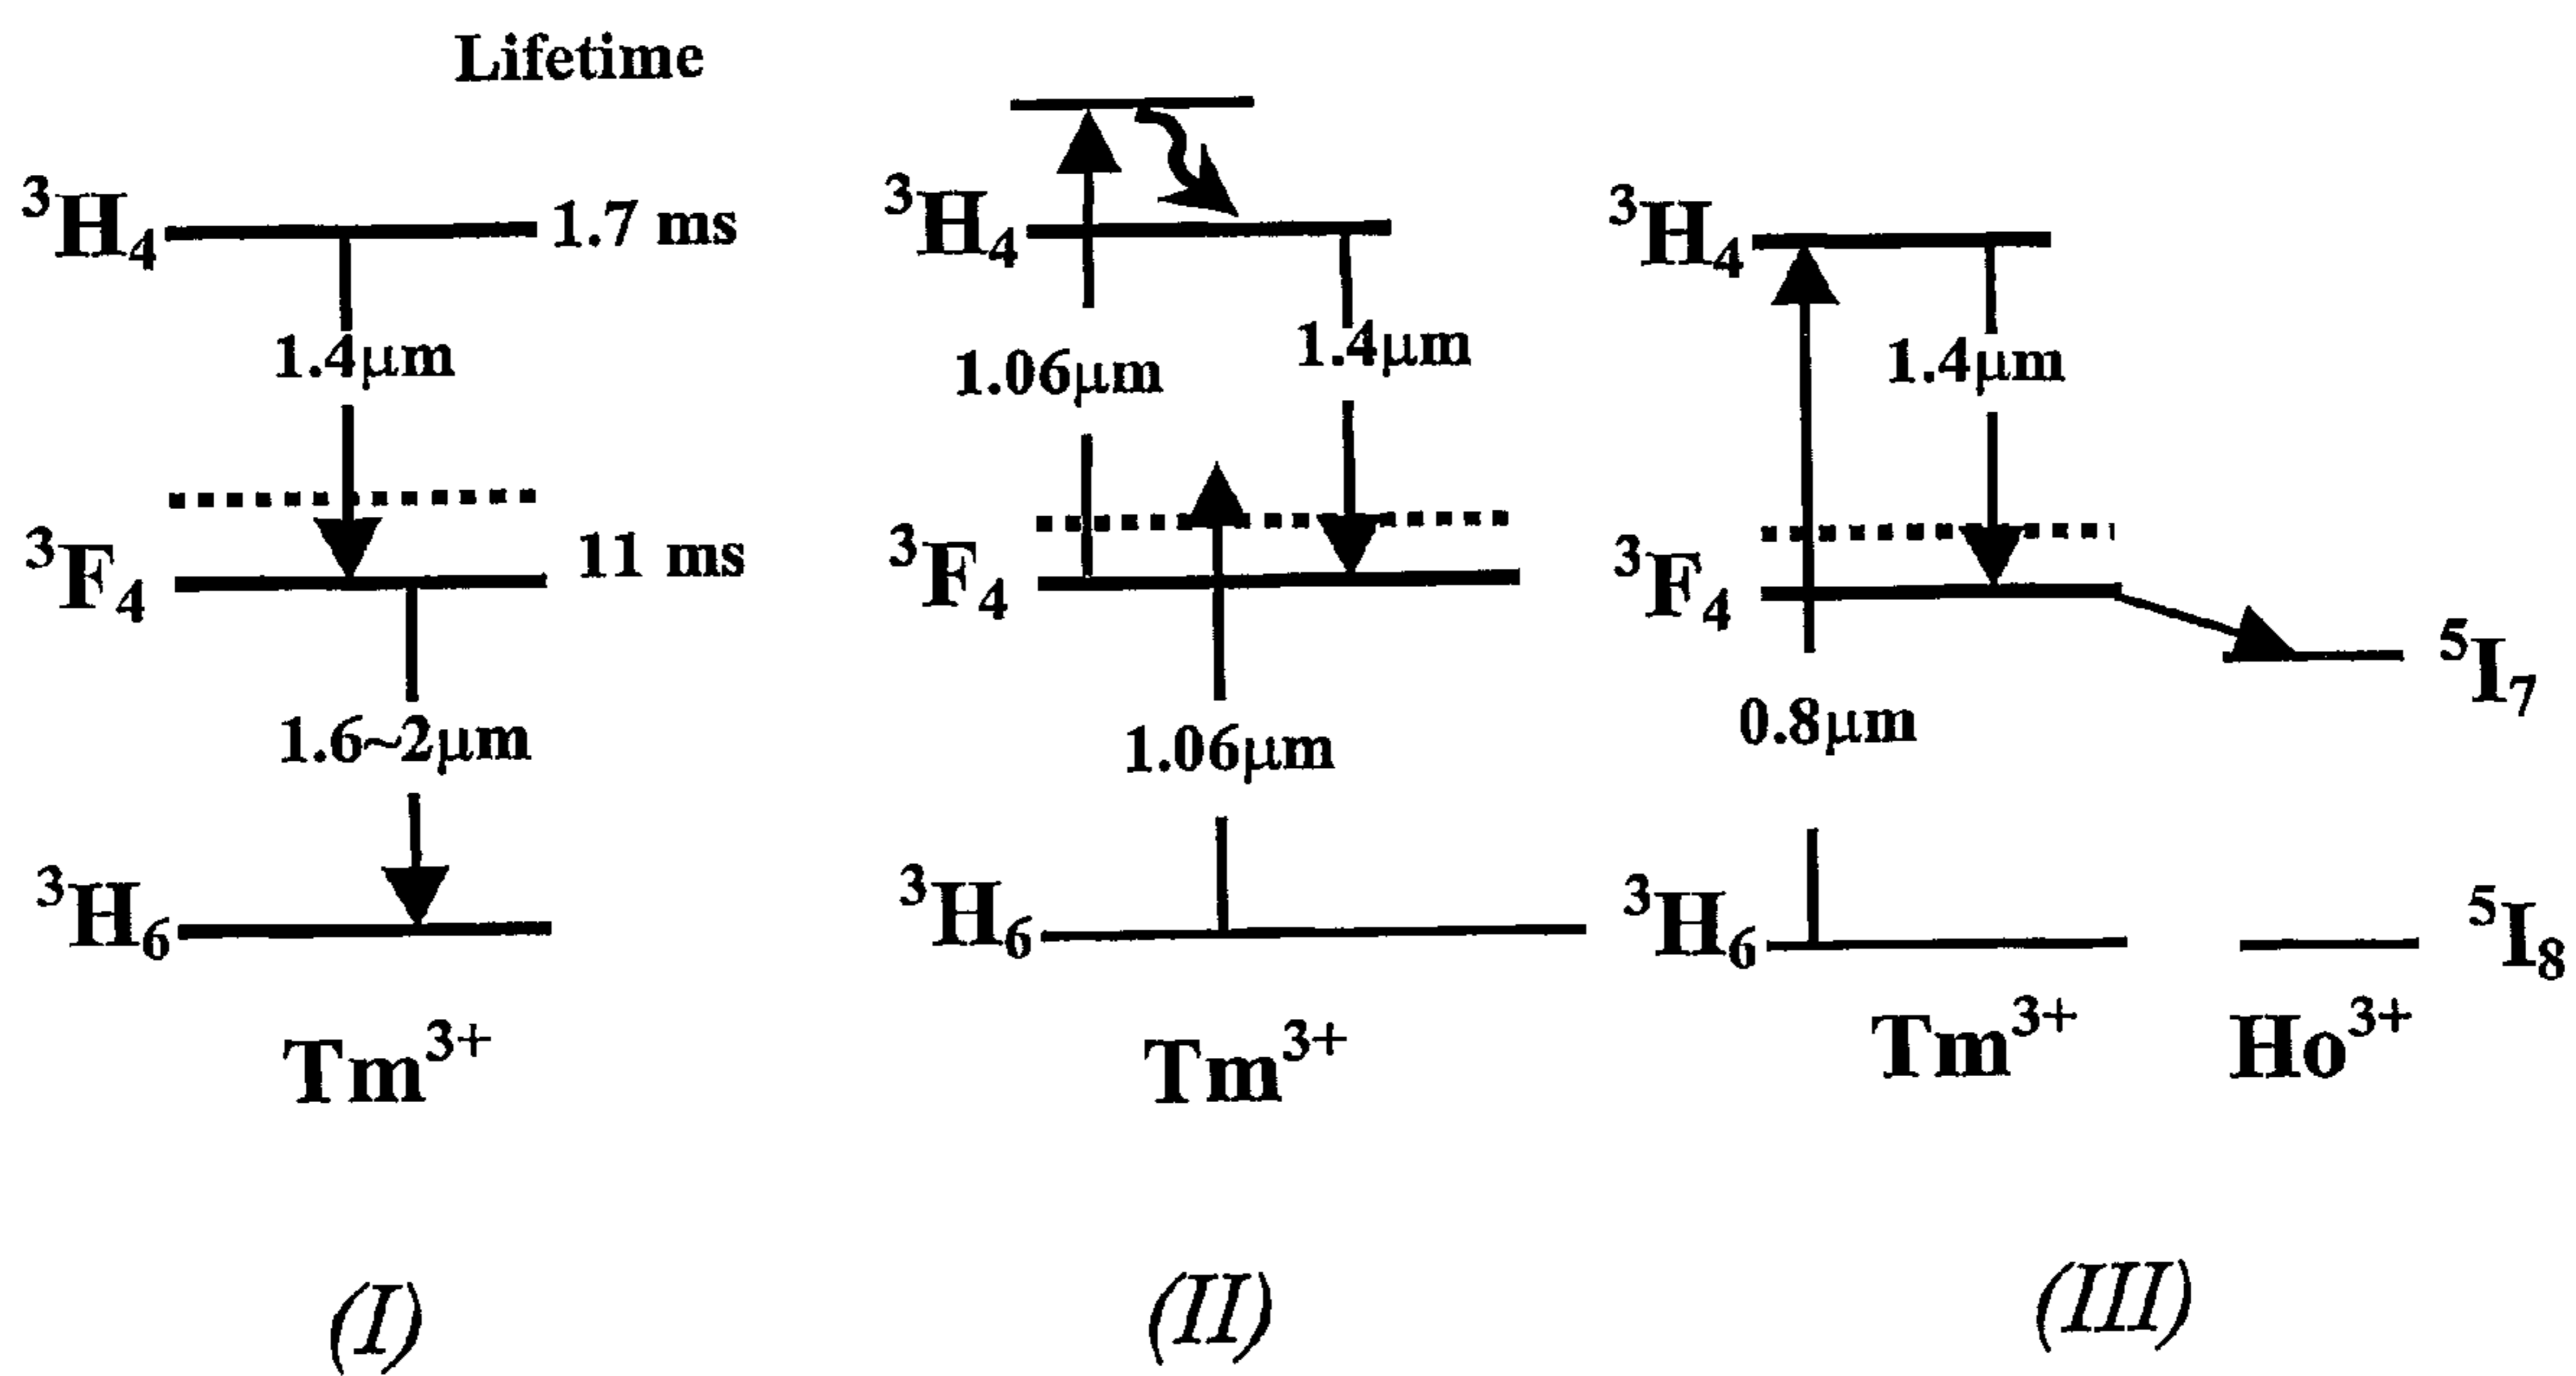 Lifetime
³H₄
1.7 ms
1.4μm
³F₄
11 ms
1.6~2μm
³H₆
Tm³⁺
(I)
³H₄
1.06μm
1.4μm
³F₄
1.06μm
³H₆
Tm³⁺
(II)
³H₄
1.4μm
³F₄
⁵I₇
0.8μm
³H₆
⁵I₈
Tm³⁺
Ho³⁺
(III)